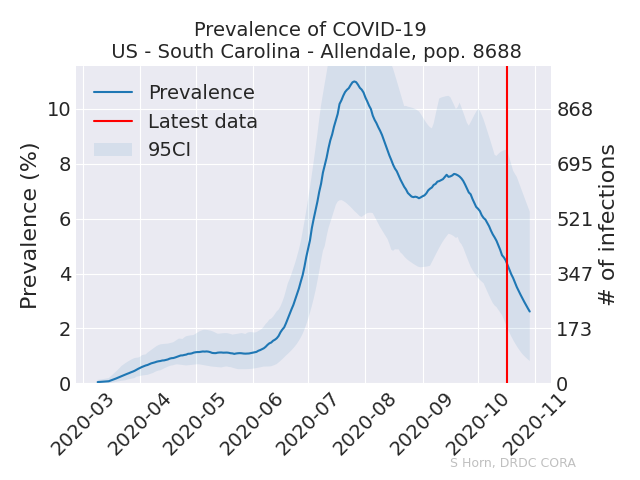 Prevalence of COVID-19
US - South Carolina - Allendale, pop. 8688
Prevalence
Latest data
95CI
Prevalence (%)
10
8
6
4
2
0
868
695
521
347
173
0
# of infections
2020-03
2020-04
2020-05
2020-06
2020-07
2020-08
2020-09
2020-10
2020-11
S Horn, DRDC CORA